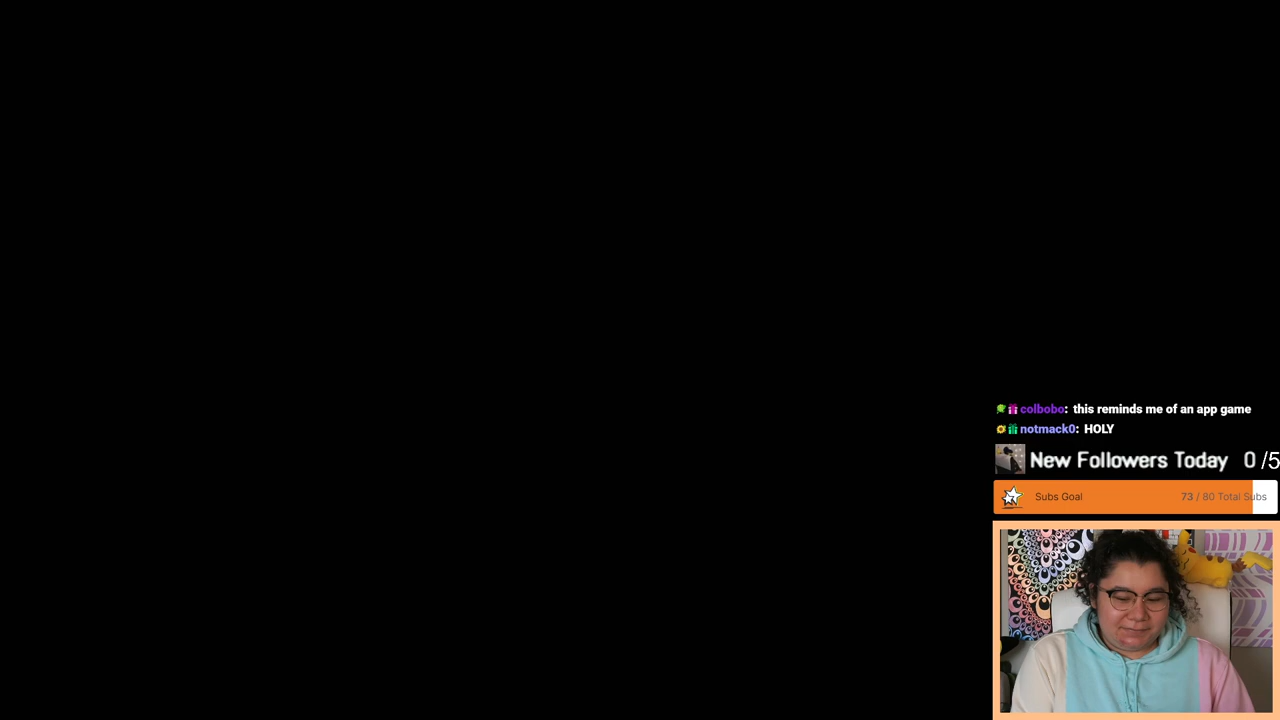 colbobo: this reminds me of an app game
notmack0: HOLY
New Followers Today 0 /5
Subs Goal 73 / 80 Total Subs